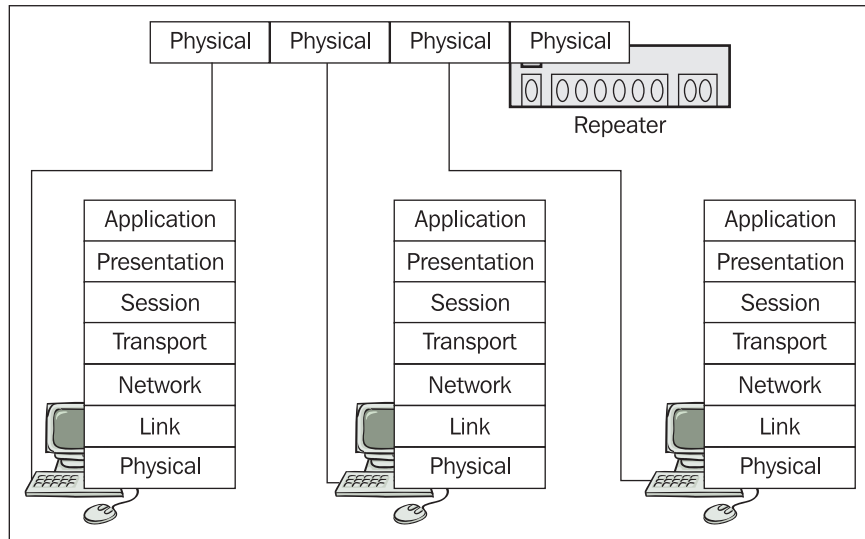 Physical Physical Physical Physical
Repeater
Application Application Application
Presentation Presentation Presentation
Session Session Session
Transport Transport Transport
Network Network Network
Link Link Link
Physical Physical Physical